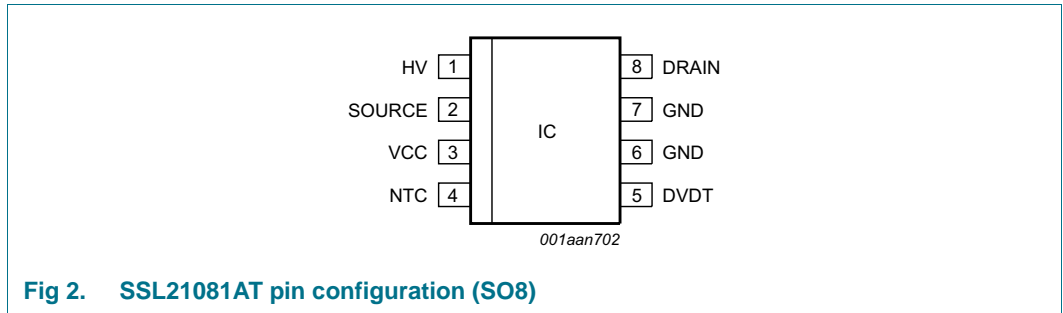 HV 1 8 DRAIN
SOURCE 2 7 GND
IC
VCC 3 6 GND
NTC 4 5 DVDT
001aan702
Fig 2. SSL21081AT pin configuration (SO8)